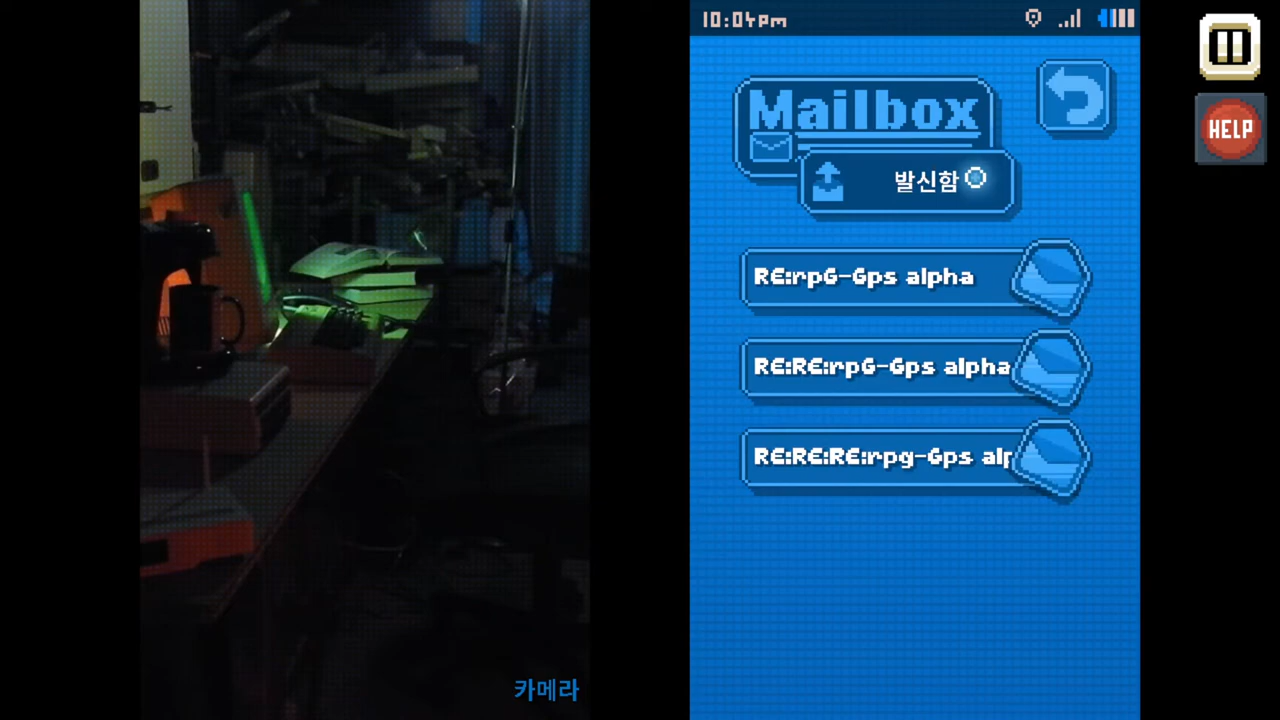 10:04pm
HELP
Mailbox
발신함
RE:rpG-Gps alpha
RE:RE:rpG-Gps alpha
RE:RE:RE:rpg-Gps alp
카메라